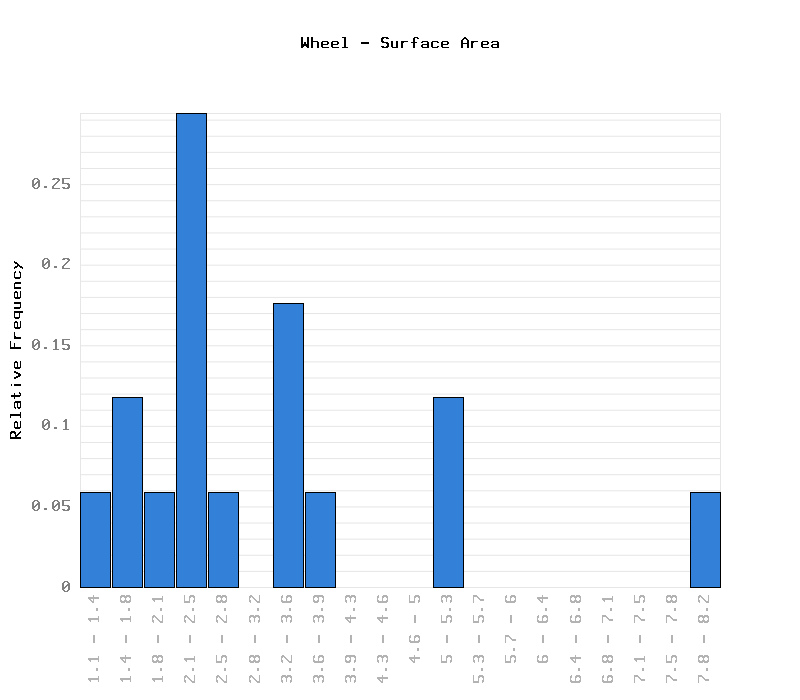 Wheel - Surface Area
Relative Frequency
0.25
0.2
0.15
0.1
0.05
0
1.1 - 1.4
1.4 - 1.8
1.8 - 2.1
2.1 - 2.5
2.5 - 2.8
2.8 - 3.2
3.2 - 3.6
3.6 - 3.9
3.9 - 4.3
4.3 - 4.6
4.6 - 5
5 - 5.3
5.3 - 5.7
5.7 - 6
6 - 6.4
6.4 - 6.8
6.8 - 7.1
7.1 - 7.5
7.5 - 7.8
7.8 - 8.2